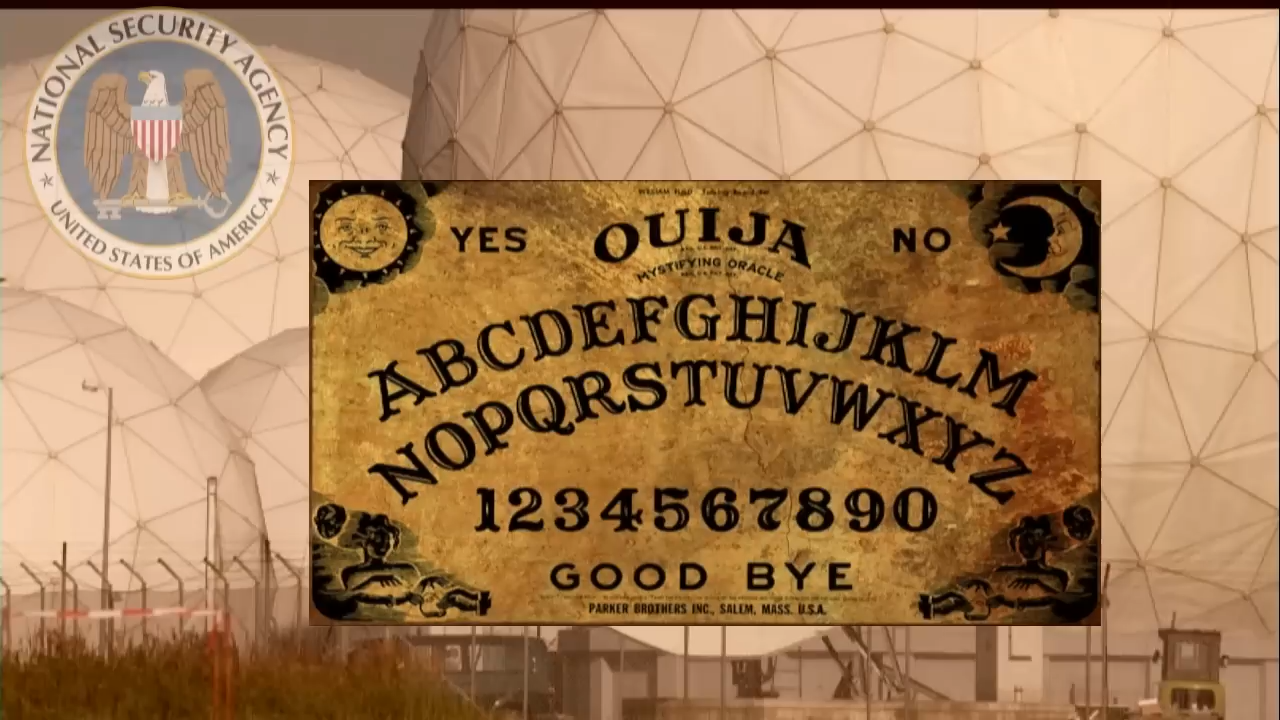 NATIONAL SECURITY AGENCY
UNITED STATES OF AMERICA
YES OUIJA NO
MYSTIFYING ORACLE
ABCDEFGHIJKLM
NOPQRSTUVWXYZ
1234567890
GOOD BYE
PARKER BROTHERS INC., SALEM, MASS. U.S.A.